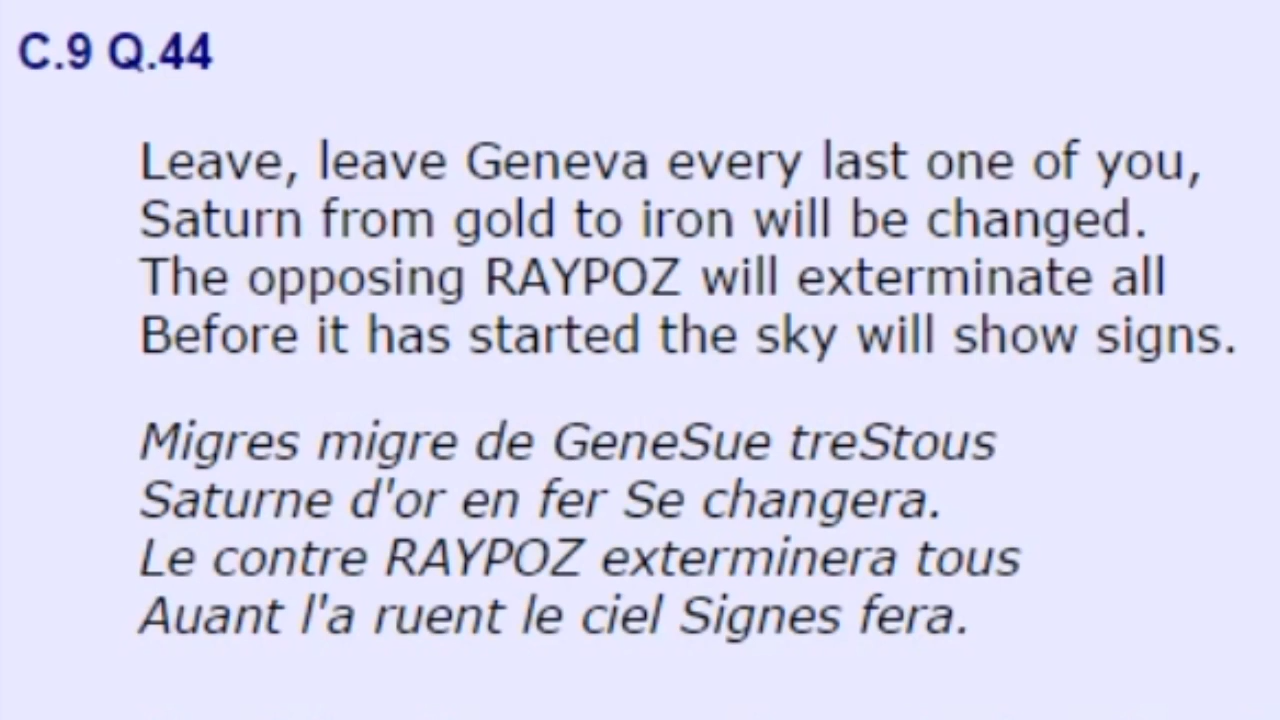 C.9 Q.44
Leave, leave Geneva every last one of you,
Saturn from gold to iron will be changed.
The opposing RAYPOZ will exterminate all
Before it has started the sky will show signs.
Migres migre de GeneSue treStous
Saturne d'or en fer Se changera.
Le contre RAYPOZ exterminera tous
Auant l'a ruent le ciel Signes fera.